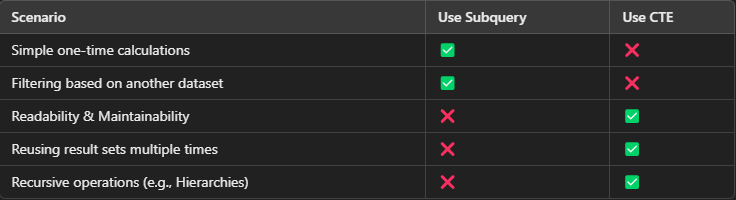 Scenario Use Subquery Use CTE
Simple one-time calculations ✅ ❌
Filtering based on another dataset ✅ ❌
Readability & Maintainability ❌ ✅
Reusing result sets multiple times ❌ ✅
Recursive operations (e.g., Hierarchies) ❌ ✅